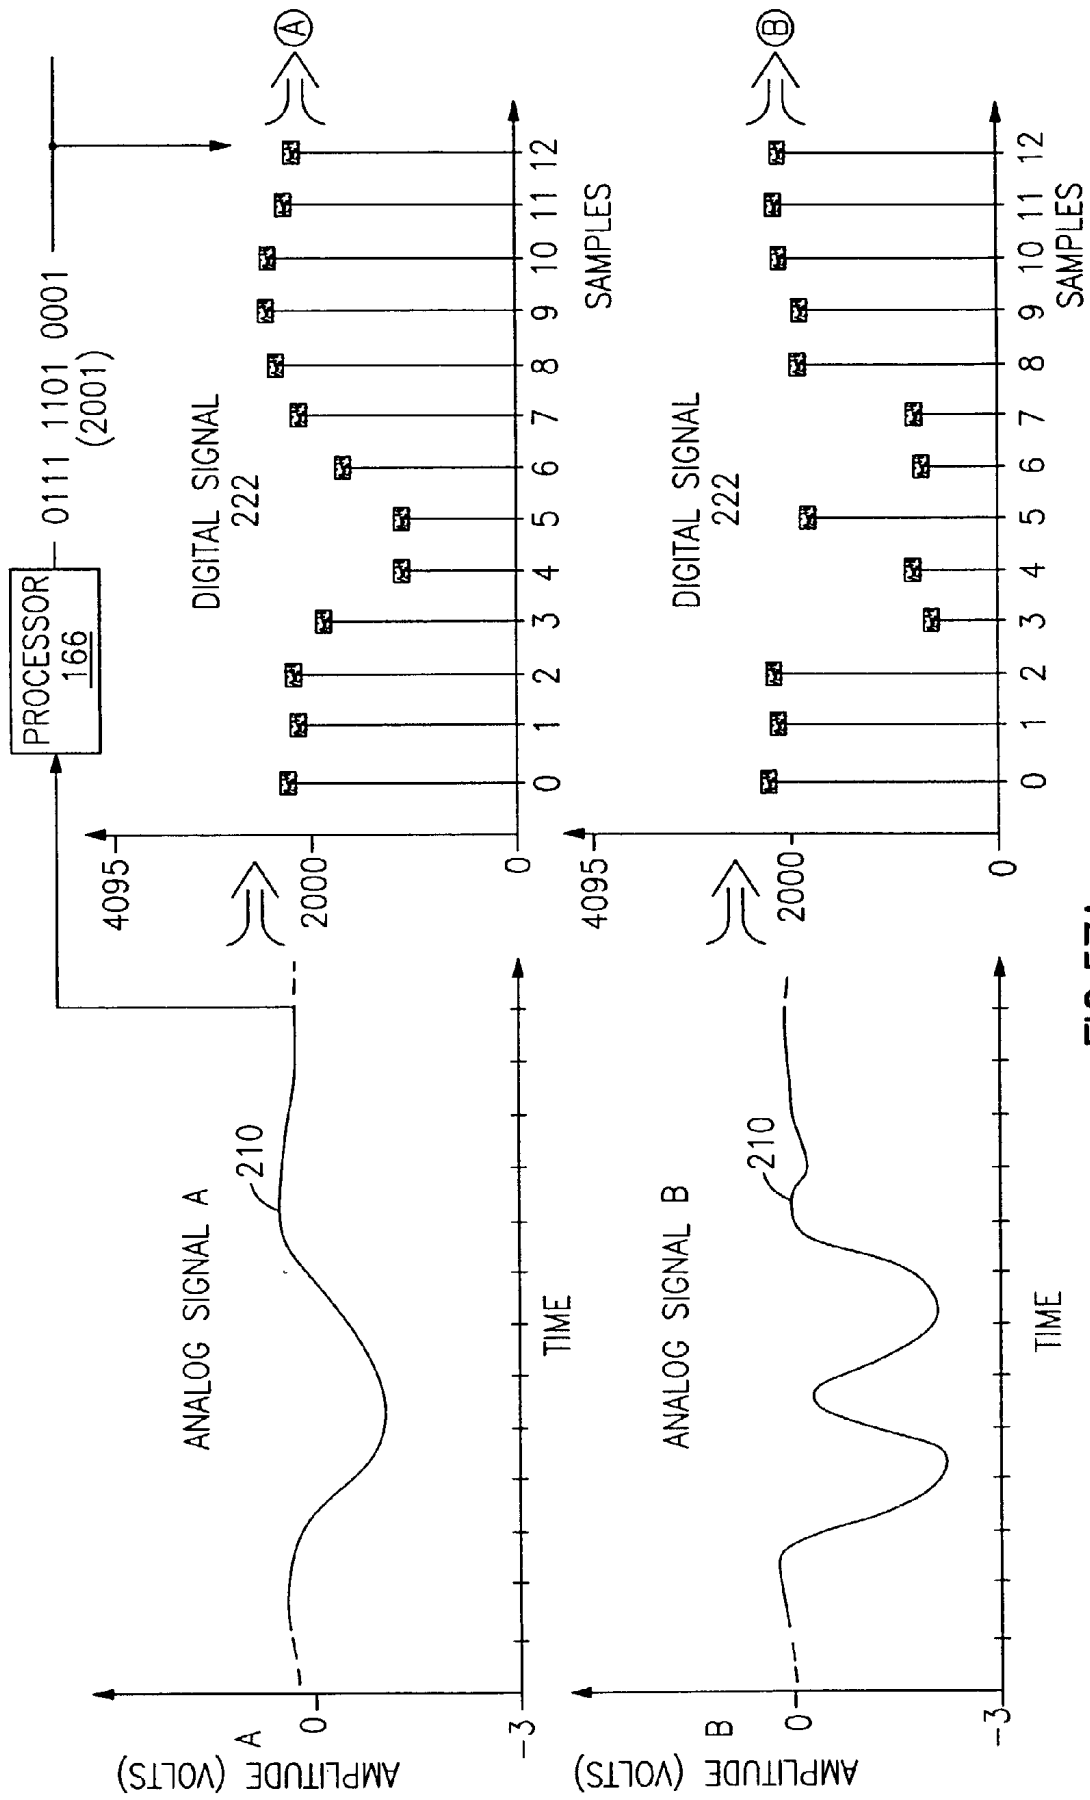 PROCESSOR
166
0111 1101 0001
(2001)
A
AMPLITUDE (VOLTS)
0
-3
ANALOG SIGNAL A
210
TIME
4095
2000
0
DIGITAL SIGNAL
222
0 1 2 3 4 5 6 7 8 9 10 11 12
SAMPLES
A
B
AMPLITUDE (VOLTS)
0
-3
ANALOG SIGNAL B
210
TIME
4095
2000
0
DIGITAL SIGNAL
222
0 1 2 3 4 5 6 7 8 9 10 11 12
SAMPLES
B